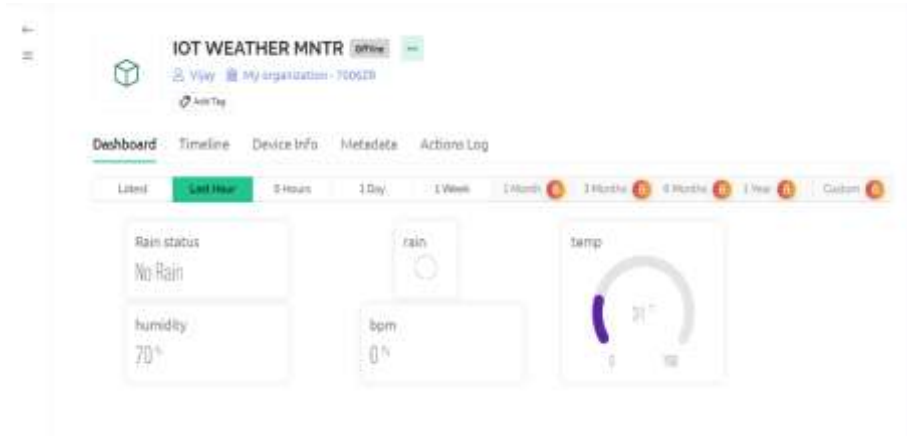 IOT WEATHER MNTR Offline
Vijay My organization - 7006ZR
Add Tag
Dashboard Timeline Device Info Metadata Actions Log
Latest Last Hour 6 Hours 1 Day 1 Week 1 Month 3 Months 6 Months 1 Year Custom
Rain status rain temp
No Rain
31
humidity bpm
70 % 0 %
0 100